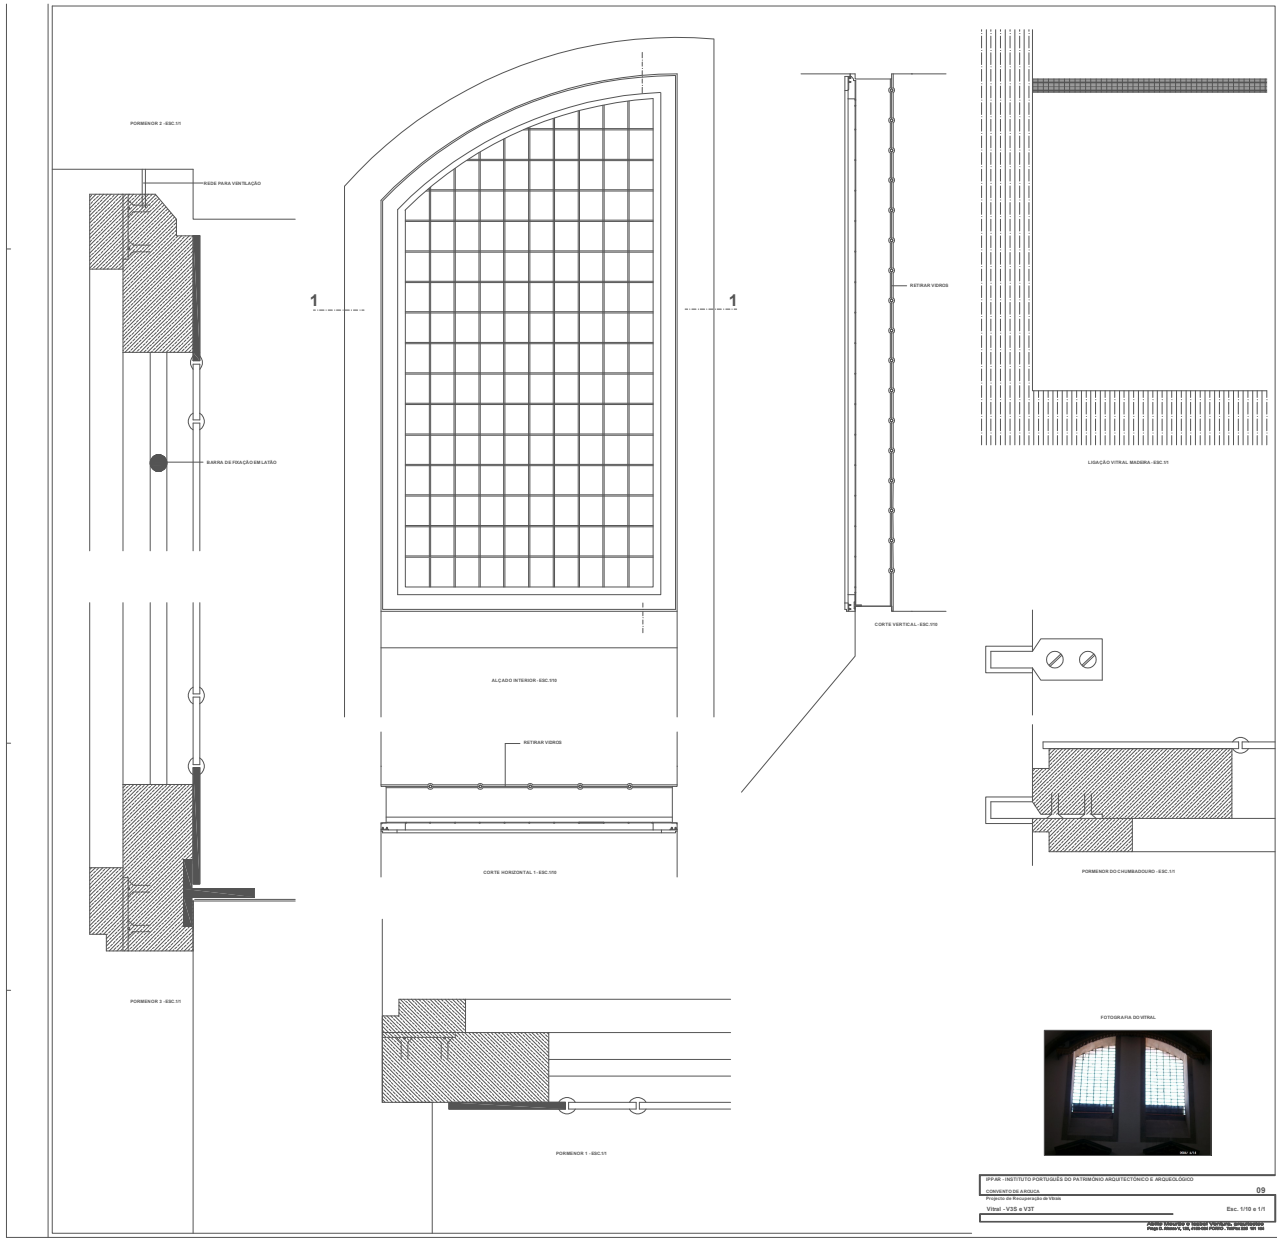 PORMENOR 2 - ESC.1/1
REDE PARA VENTILAÇÃO
1
1
RETIRAR VIDROS
BARRA DE FIXAÇÃO EM LATÃO
LIGAÇÃO VITRAL MADEIRA - ESC.1/1
CORTE VERTICAL - ESC.1/10
ALÇADO INTERIOR - ESC.1/10
RETIRAR VIDROS
CORTE HORIZONTAL 1 - ESC.1/10
PORMENOR DO CHUMBADOURO - ESC.1/1
PORMENOR 3 - ESC.1/1
FOTOGRAFIA DO VITRAL
PORMENOR 1 - ESC.1/1
IPPAR - INSTITUTO PORTUGUÊS DO PATRIMÓNIO ARQUITECTÓNICO E ARQUEOLÓGICO
CONVENTO DE AROUCA 09
Projecto de Recuperação de Vitrais
Vitral - V3S e V3T Esc. 1/10 e 1/1